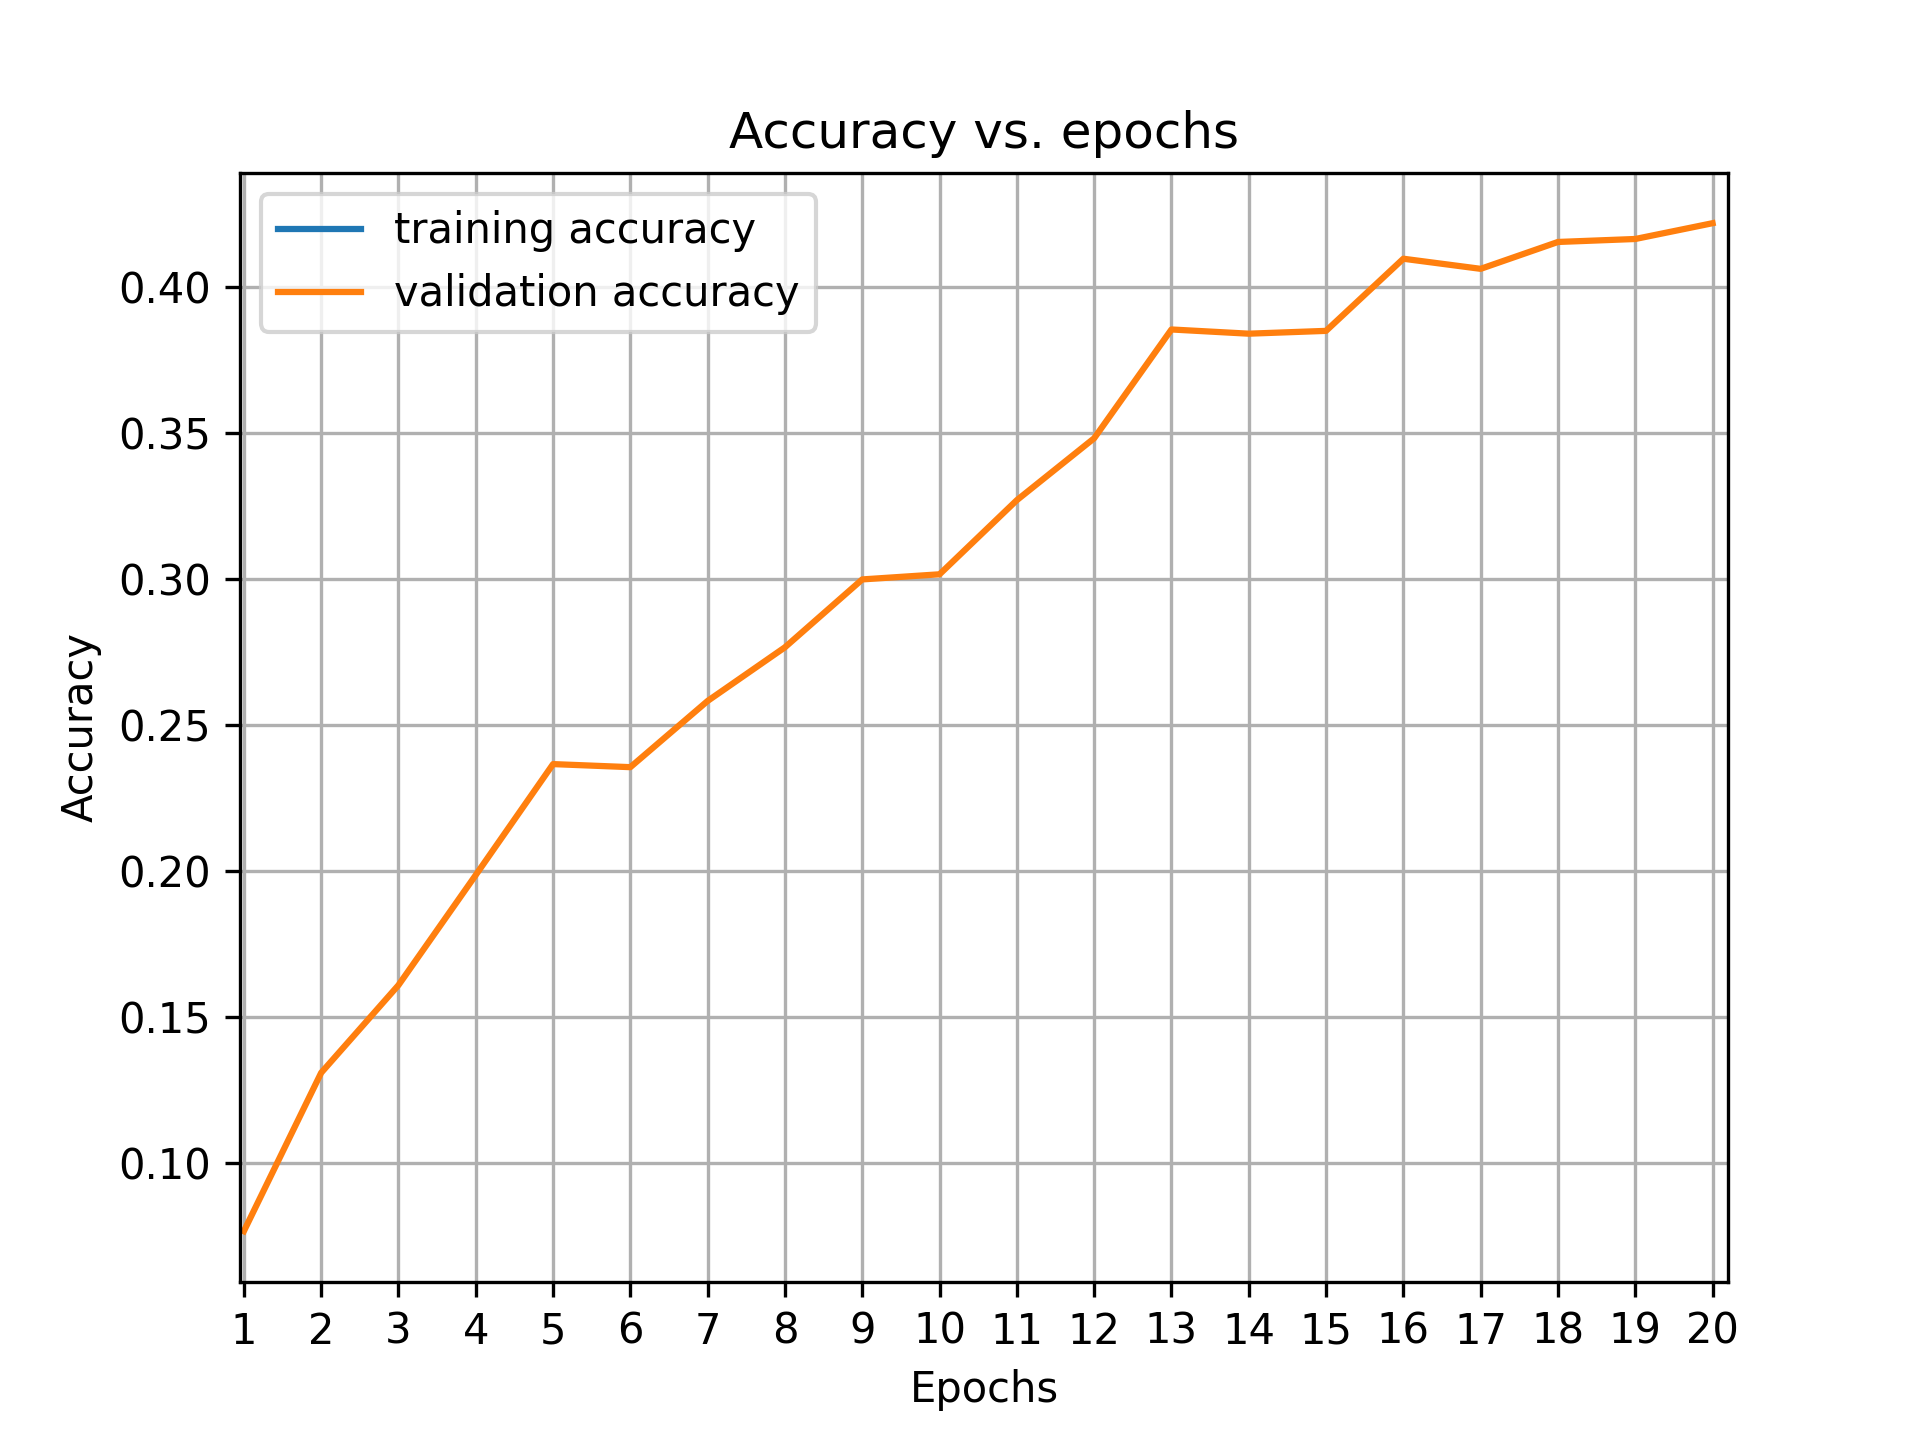 Accuracy vs. epochs
training accuracy
validation accuracy
0.40
0.35
0.30
0.25
0.20
0.15
0.10
Accuracy
1 2 3 4 5 6 7 8 9 10 11 12 13 14 15 16 17 18 19 20
Epochs